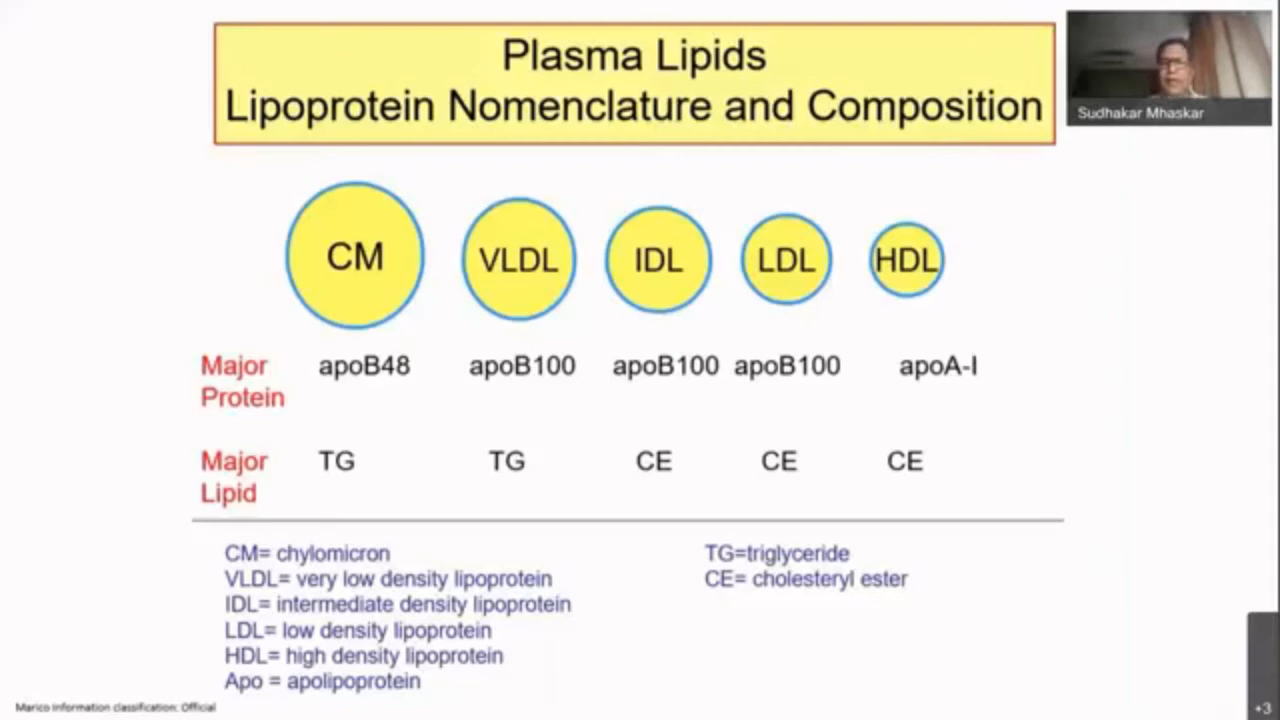 Plasma Lipids
Lipoprotein Nomenclature and Composition
Sudhakar Mhaskar
CM VLDL IDL LDL HDL
Major Protein apoB48 apoB100 apoB100 apoB100 apoA-I
Major Lipid TG TG CE CE CE
CM= chylomicron
VLDL= very low density lipoprotein
IDL= intermediate density lipoprotein
LDL= low density lipoprotein
HDL= high density lipoprotein
Apo = apolipoprotein
TG=triglyceride
CE= cholesteryl ester
Marico Information classification: Official
+3